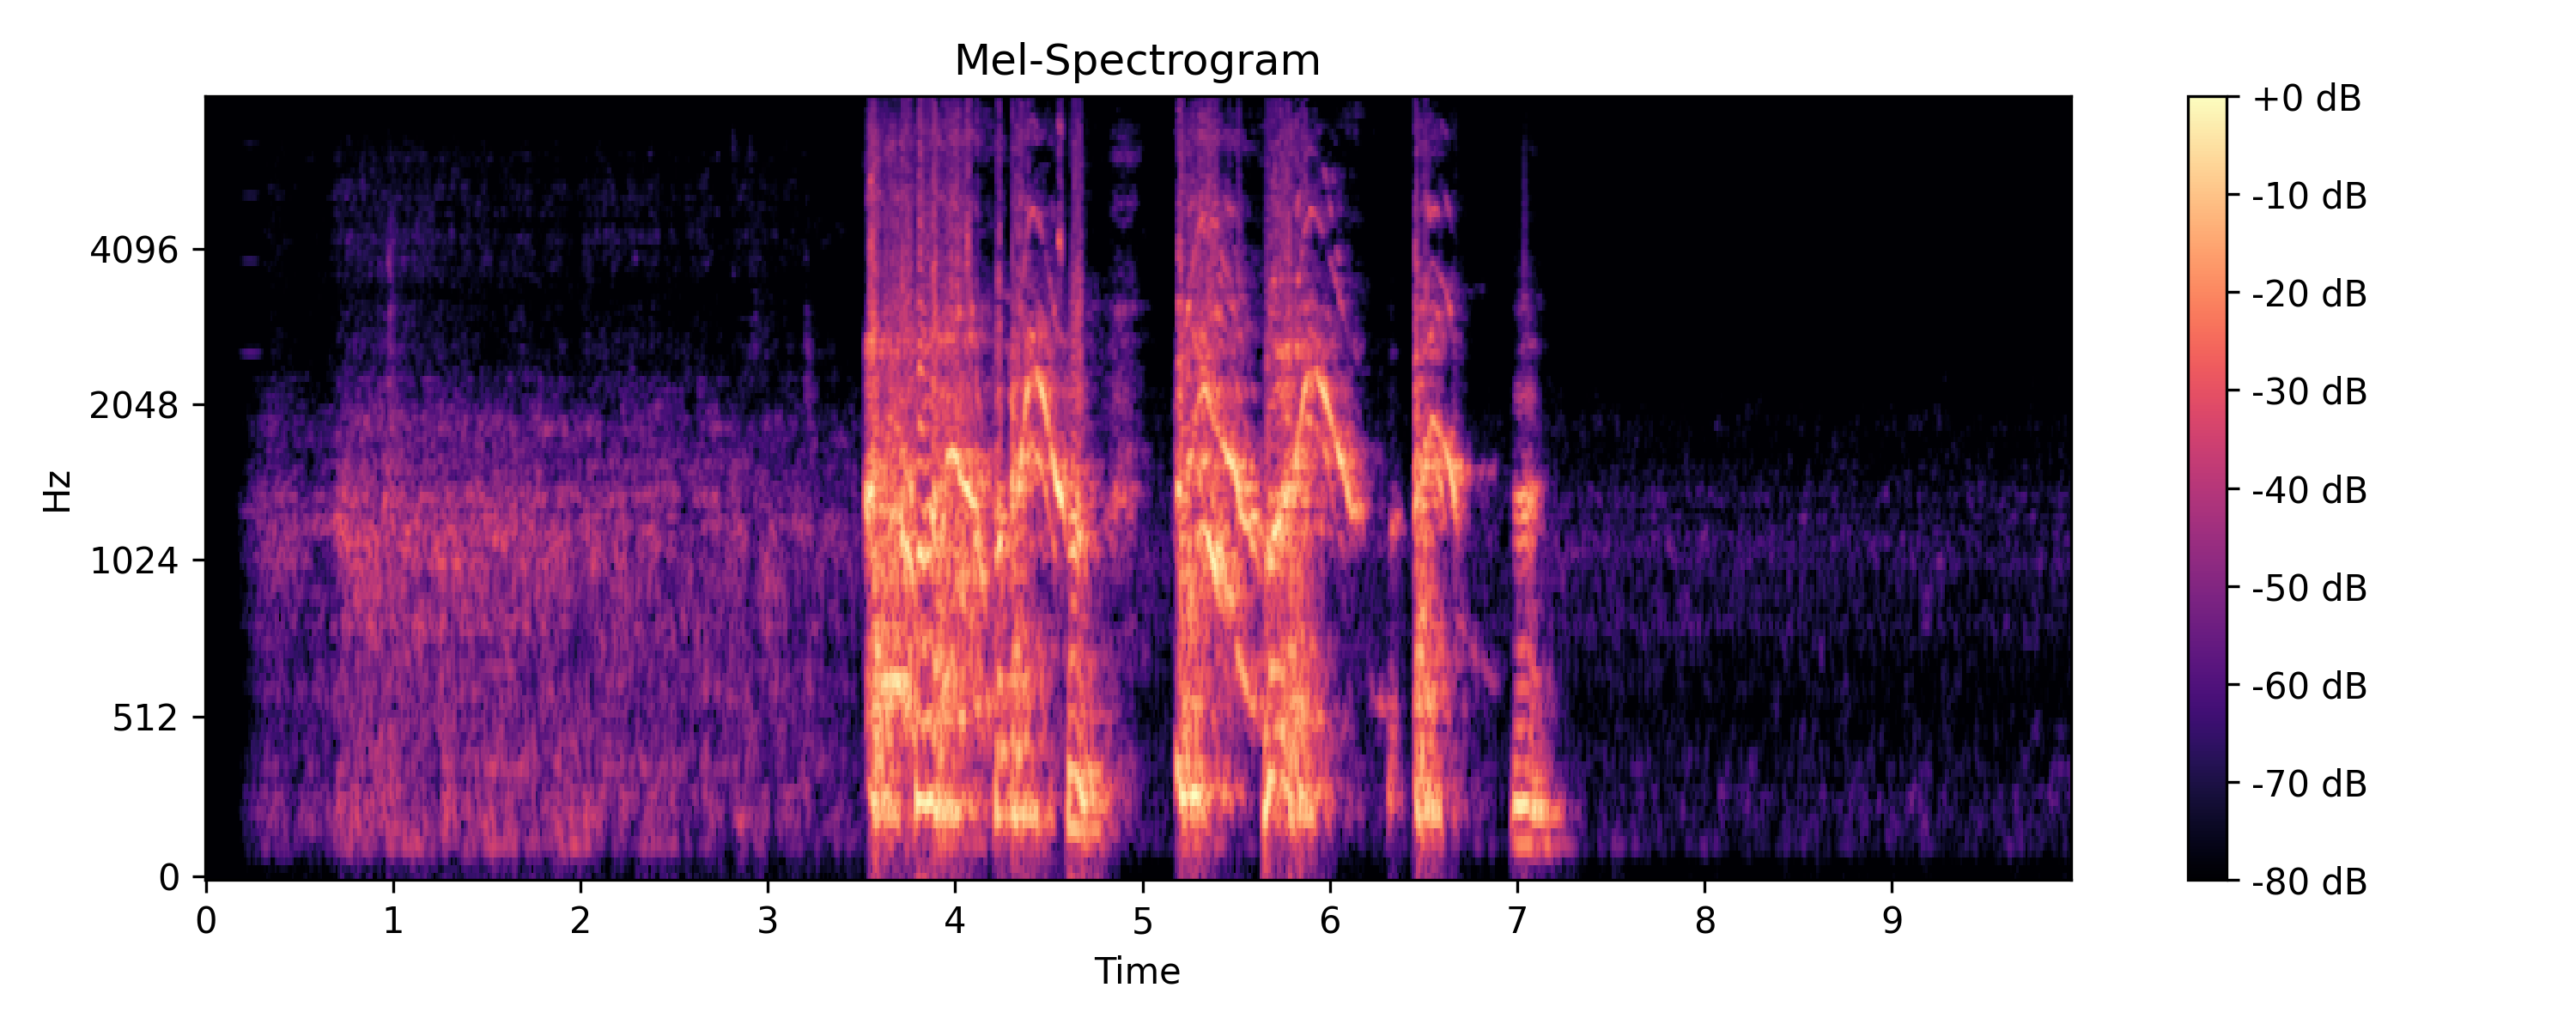 Mel-Spectrogram
+0 dB
-10 dB
-20 dB
-30 dB
-40 dB
-50 dB
-60 dB
-70 dB
-80 dB
Hz
4096
2048
1024
512
0
0 1 2 3 4 5 6 7 8 9
Time